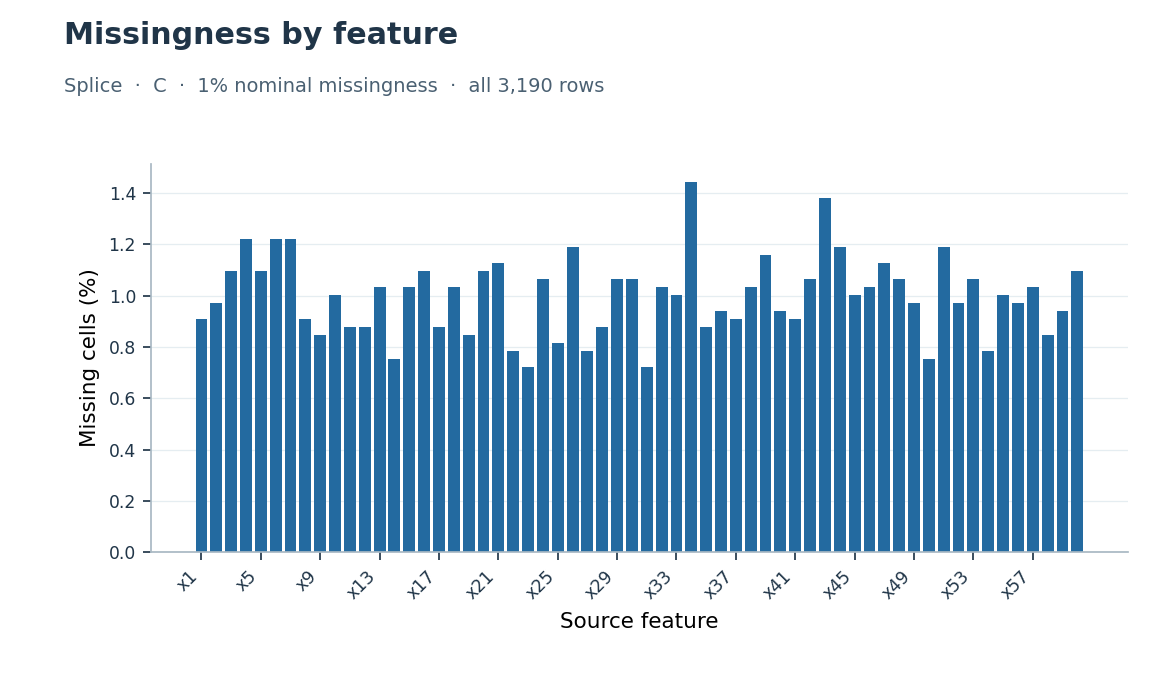 Missingness by feature
Splice · C · 1% nominal missingness · all 3,190 rows
1.4
1.2
1.0
0.8
0.6
0.4
0.2
0.0
Missing cells (%)
x1 x5 x9 x13 x17 x21 x25 x29 x33 x37 x41 x45 x49 x53 x57
Source feature